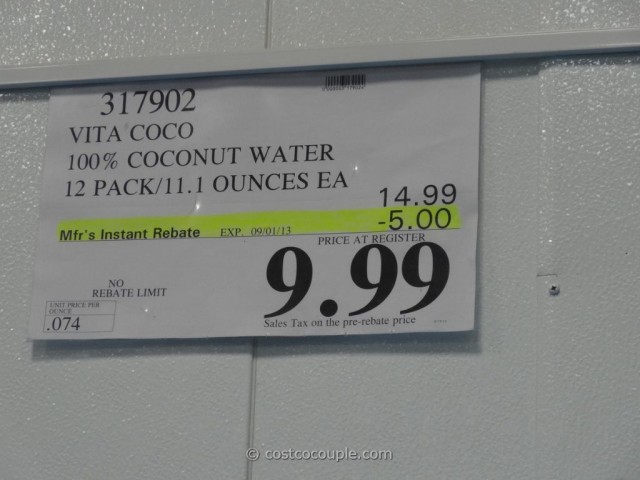 317902
VITA COCO
100% COCONUT WATER
12 PACK/11.1 OUNCES EA
14.99
Mfr's Instant Rebate EXP. 09/01/13 -5.00
PRICE AT REGISTER
9.99
NO
REBATE LIMIT
UNIT PRICE PER
OUNCE
.074
Sales Tax on the pre-rebate price
© costcocouple.com